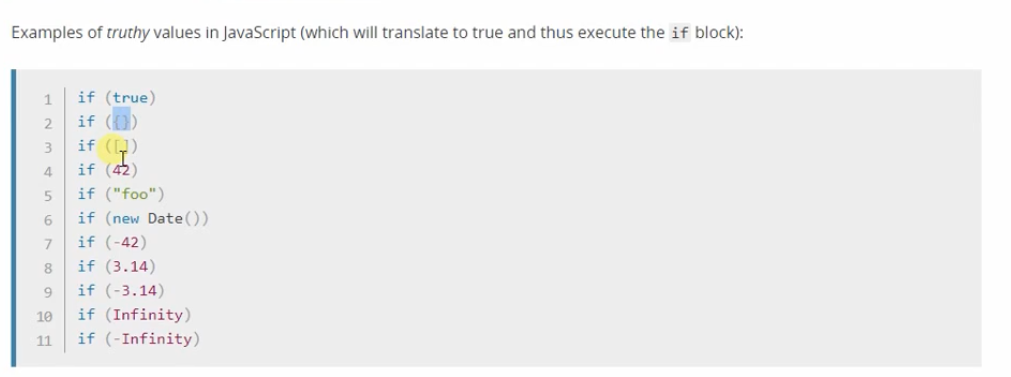 Examples of truthy values in JavaScript (which will translate to true and thus execute the if block):
1 if (true)
2 if ({})
3 if ([])
4 if (42)
5 if ("foo")
6 if (new Date())
7 if (-42)
8 if (3.14)
9 if (-3.14)
10 if (Infinity)
11 if (-Infinity)